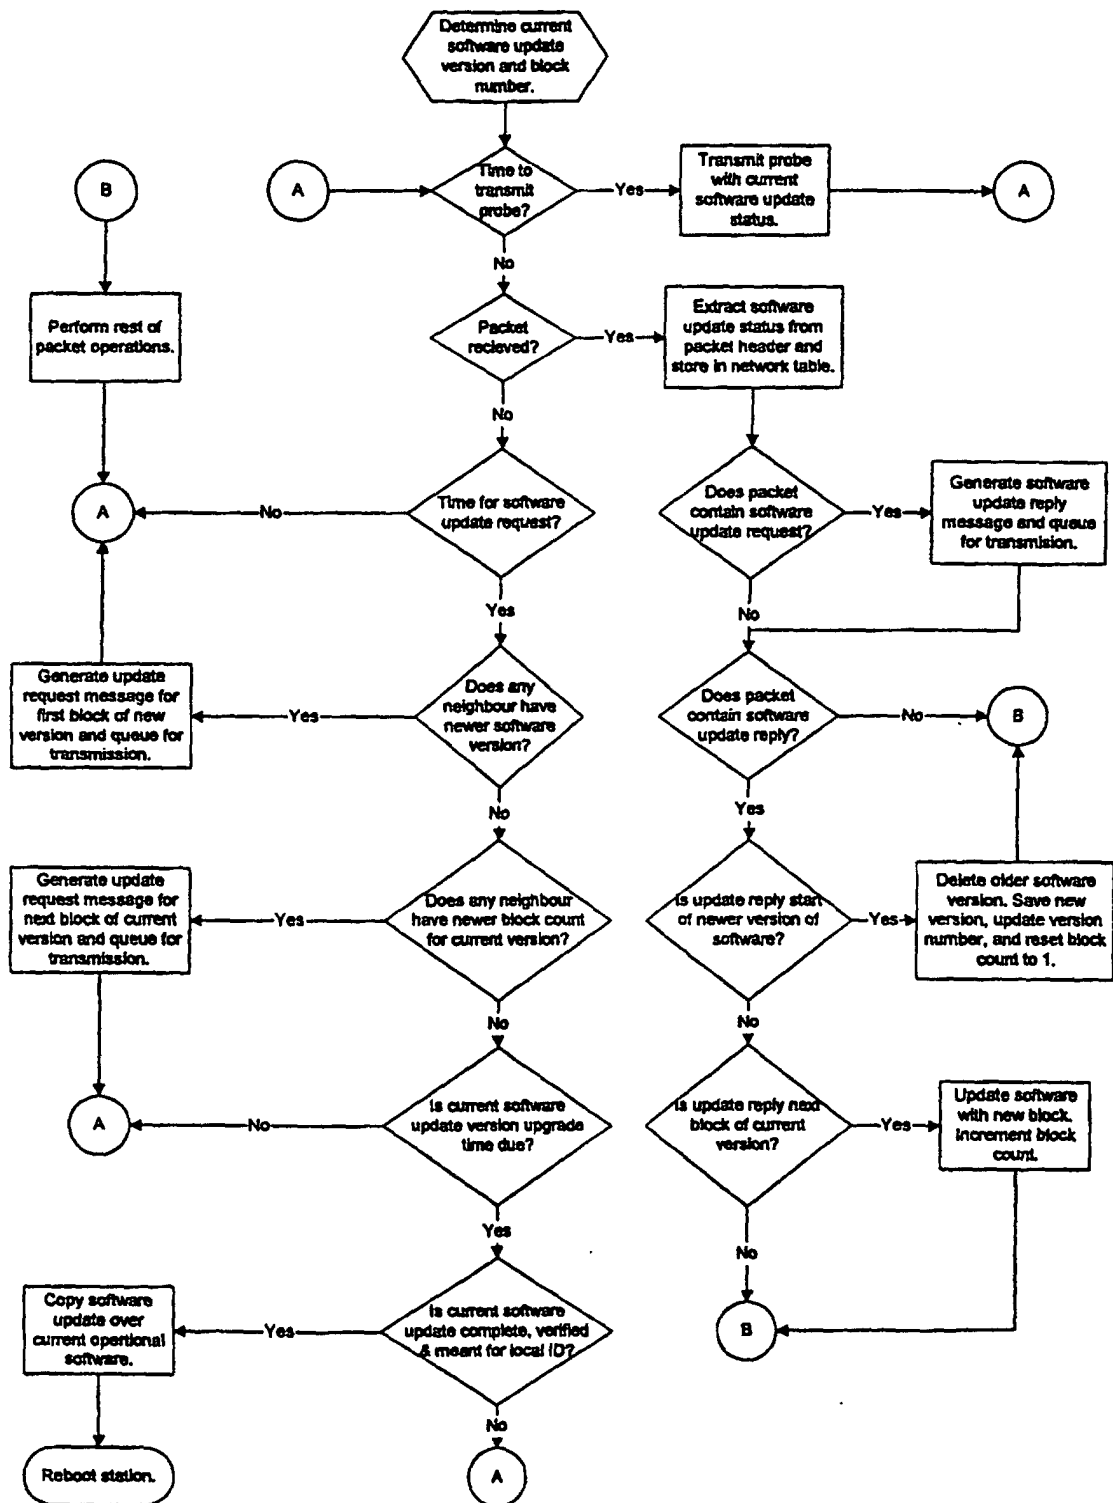 Determine current
software update
version and block
number.
B
A
Time to
transmit
probe?
Yes
Transmit probe
with current
software update
status.
A
No
Perform rest of
packet operations.
Packet
recieved?
Yes
Extract software
update status from
packet header and
store in network table.
No
A
No
Time for software
update request?
Does packet
contain software
update request?
Yes
Generate software
update reply
message and queue
for transmision.
Yes
No
Generate update
request message for
first block of new
version and queue for
transmission.
Yes
Does any
neighbour have
newer software
version?
Does packet
contain software
update reply?
No
B
No
Yes
Generate update
request message for
next block of current
version and queue for
transmission.
Yes
Does any neighbour
have newer block count
for current version?
Is update reply start
of newer version of
software?
Yes
Delete older software
version. Save new
version, update version
number, and reset block
count to 1.
No
No
A
No
Is current software
update version upgrade
time due?
Is update reply next
block of current
version?
Yes
Update software
with new block.
Increment block
count.
Yes
No
Copy software
update over
current opertional
software.
Yes
Is current software
update complete, verified
& meant for local ID?
B
No
Reboot station.
A